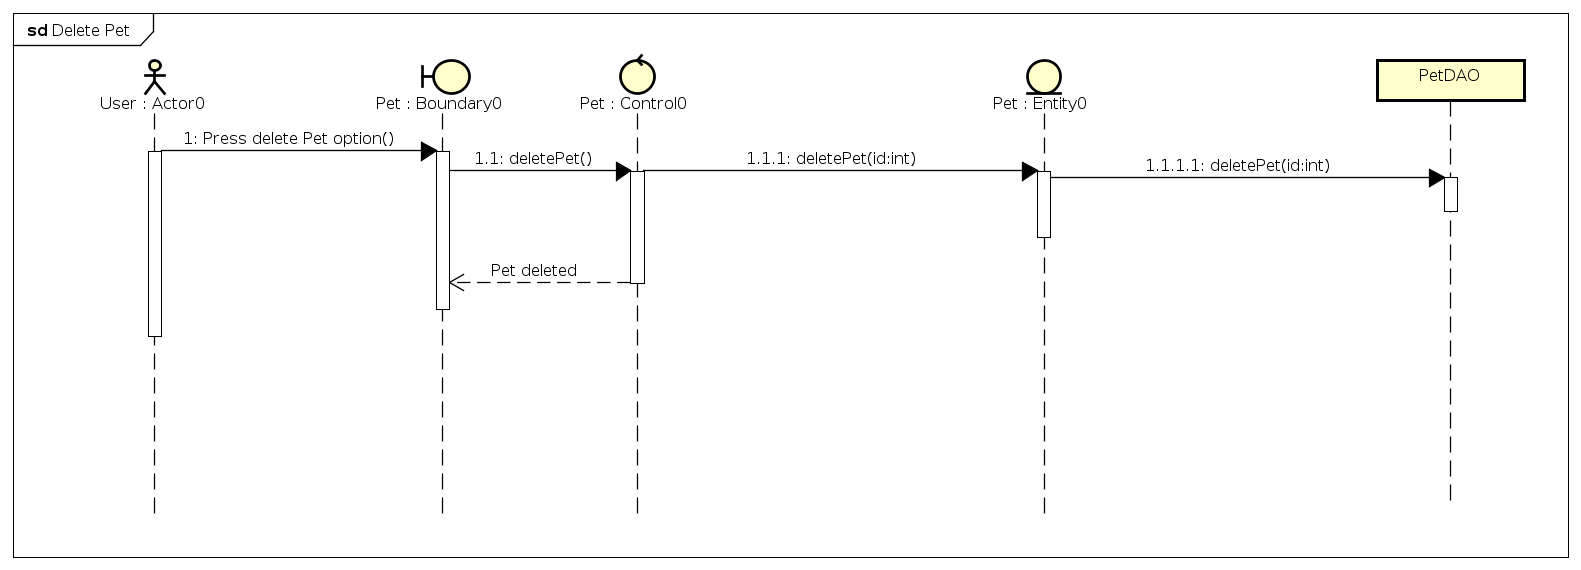 sd Delete Pet
User : Actor0
Pet : Boundary0
Pet : Control0
Pet : Entity0
PetDAO
1: Press delete Pet option()
1.1: deletePet()
1.1.1: deletePet(id:int)
1.1.1.1: deletePet(id:int)
Pet deleted